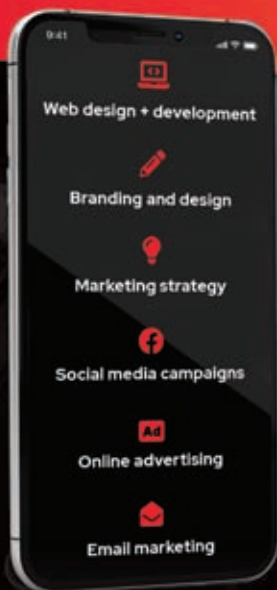 9:41
Web design + development
Branding and design
Marketing strategy
Social media campaigns
Ad
Online advertising
Email marketing